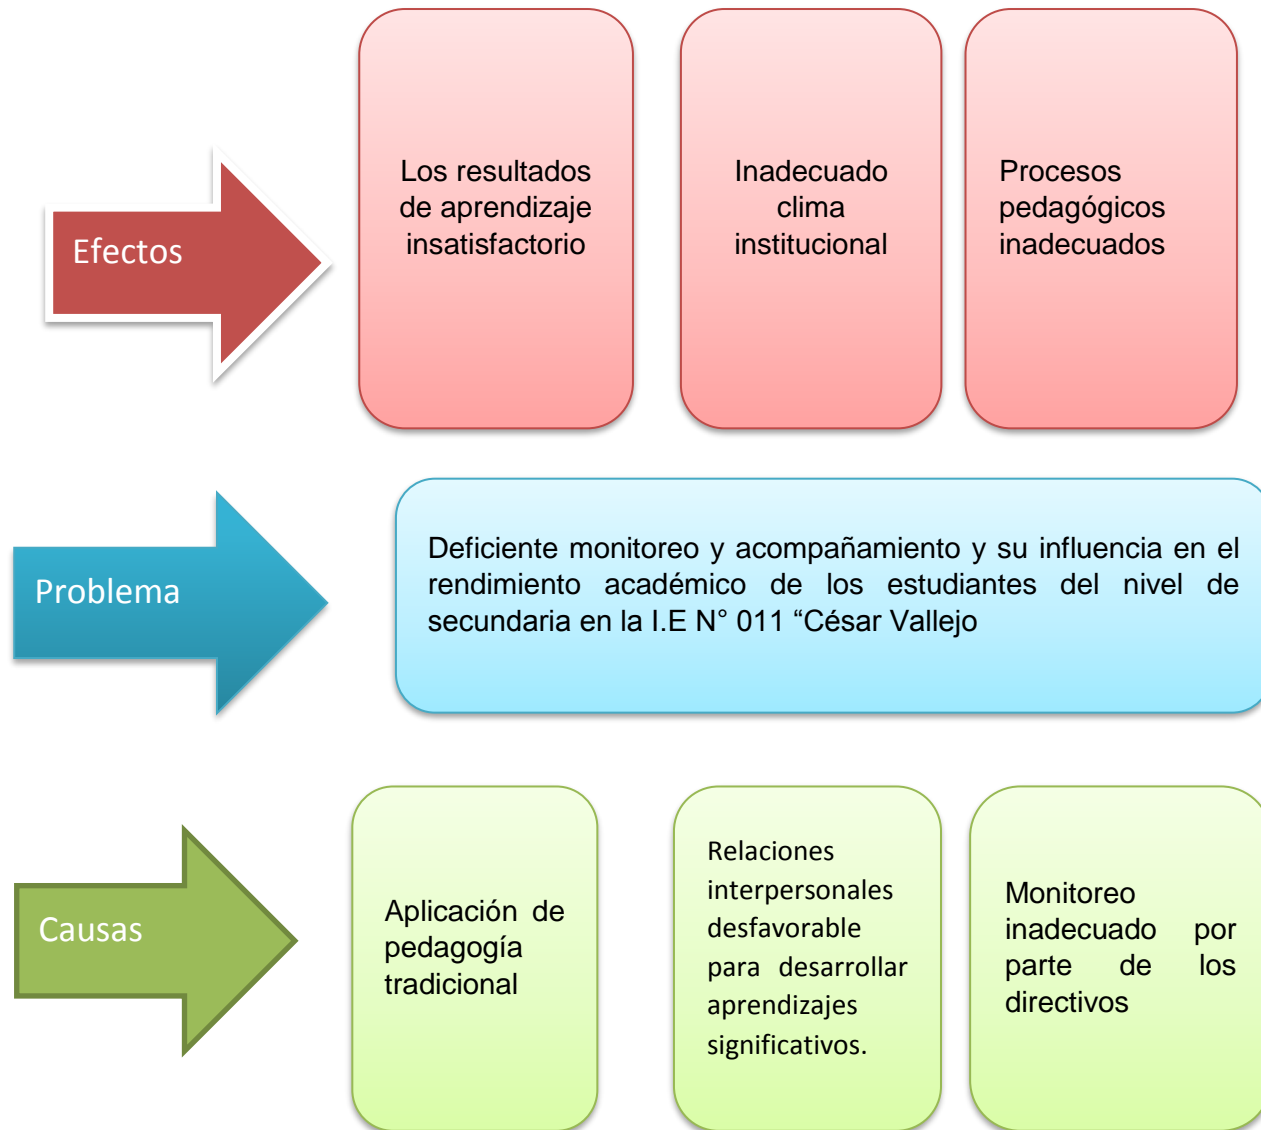 Efectos
Los resultados
de aprendizaje
insatisfactorio
Inadecuado
clima
institucional
Procesos
pedagógicos
inadecuados
Problema
Deficiente monitoreo y acompañamiento y su influencia en el
rendimiento académico de los estudiantes del nivel de
secundaria en la I.E N° 011 “César Vallejo
Causas
Aplicación de
pedagogía
tradicional
Relaciones
interpersonales
desfavorable
para desarrollar
aprendizajes
significativos.
Monitoreo
inadecuado por
parte de los
directivos